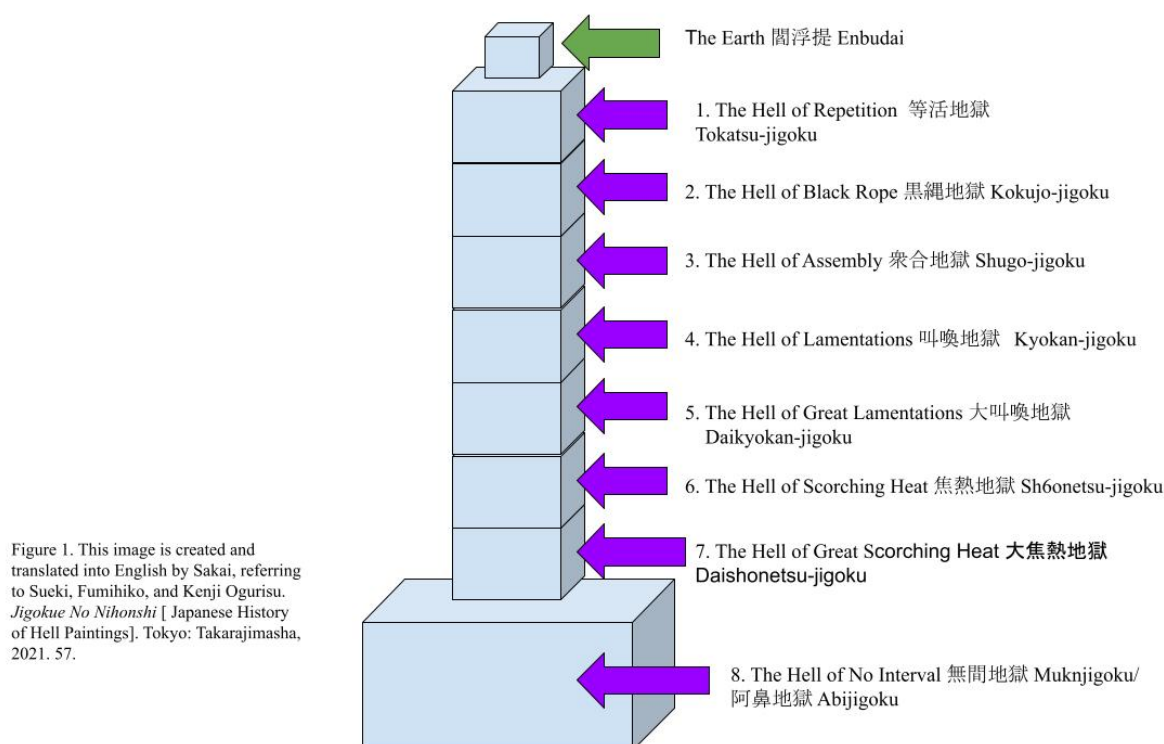 The Earth 閻浮提 Enbudai
1. The Hell of Repetition 等活地獄
Tokatsu-jigoku
2. The Hell of Black Rope 黒縄地獄 Kokujo-jigoku
3. The Hell of Assembly 衆合地獄 Shugo-jigoku
4. The Hell of Lamentations 叫喚地獄 Kyokan-jigoku
5. The Hell of Great Lamentations 大叫喚地獄
Daikyokan-jigoku
6. The Hell of Scorching Heat 焦熱地獄 Sh6onetsu-jigoku
7. The Hell of Great Scorching Heat 大焦熱地獄
Daishonetsu-jigoku
8. The Hell of No Interval 無間地獄 Muknjigoku/
阿鼻地獄 Abijigoku
Figure 1. This image is created and
translated into English by Sakai, referring
to Sueki, Fumihiko, and Kenji Ogurisu.
Jigokue No Nihonshi [ Japanese History
of Hell Paintings]. Tokyo: Takarajimasha,
2021. 57.